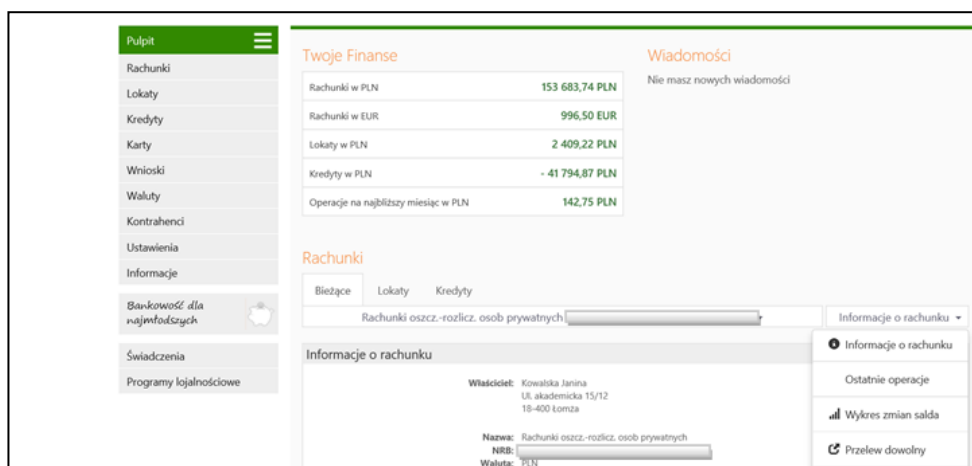 Pulpit
Rachunki
Lokaty
Kredyty
Karty
Wnioski
Waluty
Kontrahenci
Ustawienia
Informacje
Bankowość dla
najmłodszych
Świadczenia
Programy lojalnościowe
Twoje Finanse
Rachunki w PLN 153 683,74 PLN
Rachunki w EUR 996,50 EUR
Lokaty w PLN 2 409,22 PLN
Kredyty w PLN - 41 794,87 PLN
Operacje na najbliższy miesiąc w PLN 142,75 PLN
Wiadomości
Nie masz nowych wiadomości
Rachunki
Bieżące Lokaty Kredyty
Rachunki oszcz.-rozlicz. osob prywatnych
Informacje o rachunku
Informacje o rachunku
Ostatnie operacje
Wykres zmian salda
Przelew dowolny
Informacje o rachunku
Właściciel: Kowalska Janina
Ul. akademicka 15/12
18-400 Łomza
Nazwa: Rachunki oszcz.-rozlicz. osob prywatnych
NRB:
Waluta: PLN